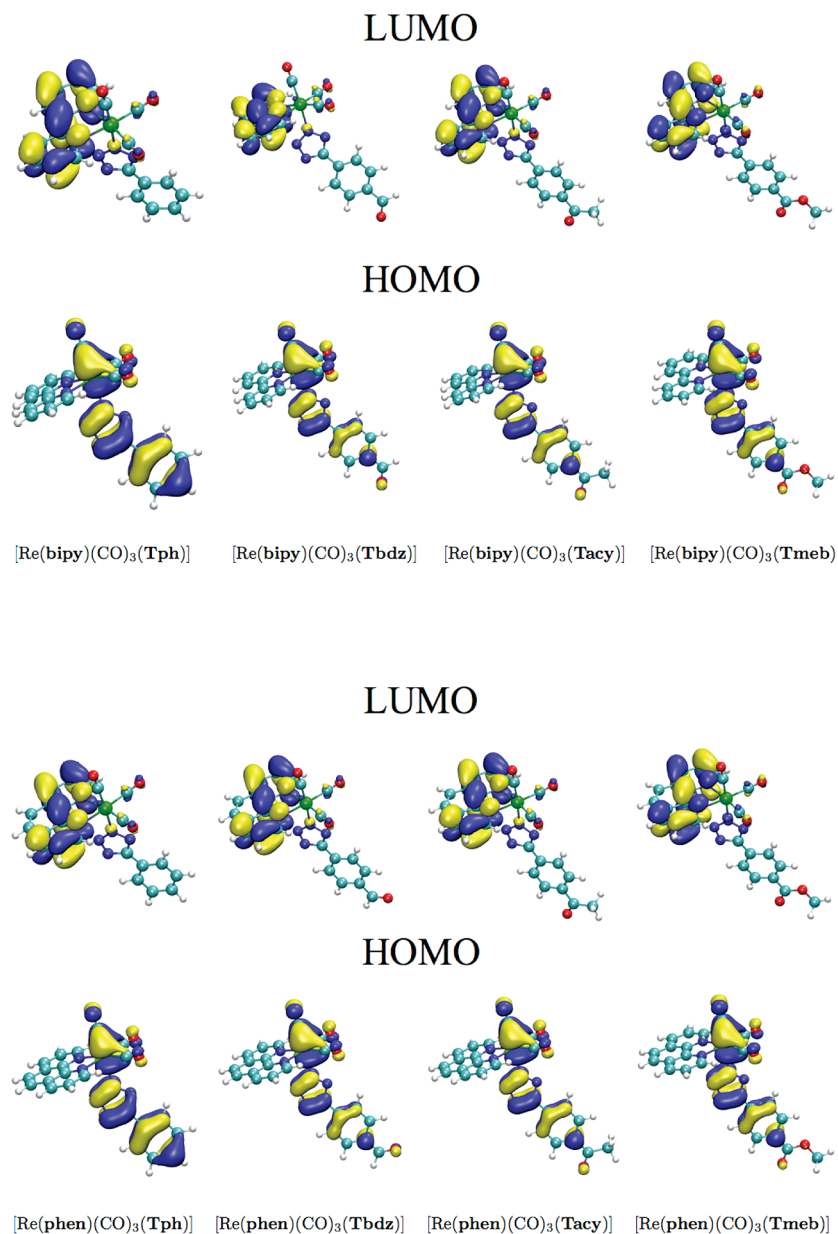 LUMO
HOMO
[Re(bipy)(CO)₃(Tph)] [Re(bipy)(CO)₃(Tbdz)] [Re(bipy)(CO)₃(Tacy)] [Re(bipy)(CO)₃(Tmeb)
LUMO
HOMO
[Re(phen)(CO)₃(Tph)] [Re(phen)(CO)₃(Tbdz)] [Re(phen)(CO)₃(Tacy)] [Re(phen)(CO)₃(Tmeb)]